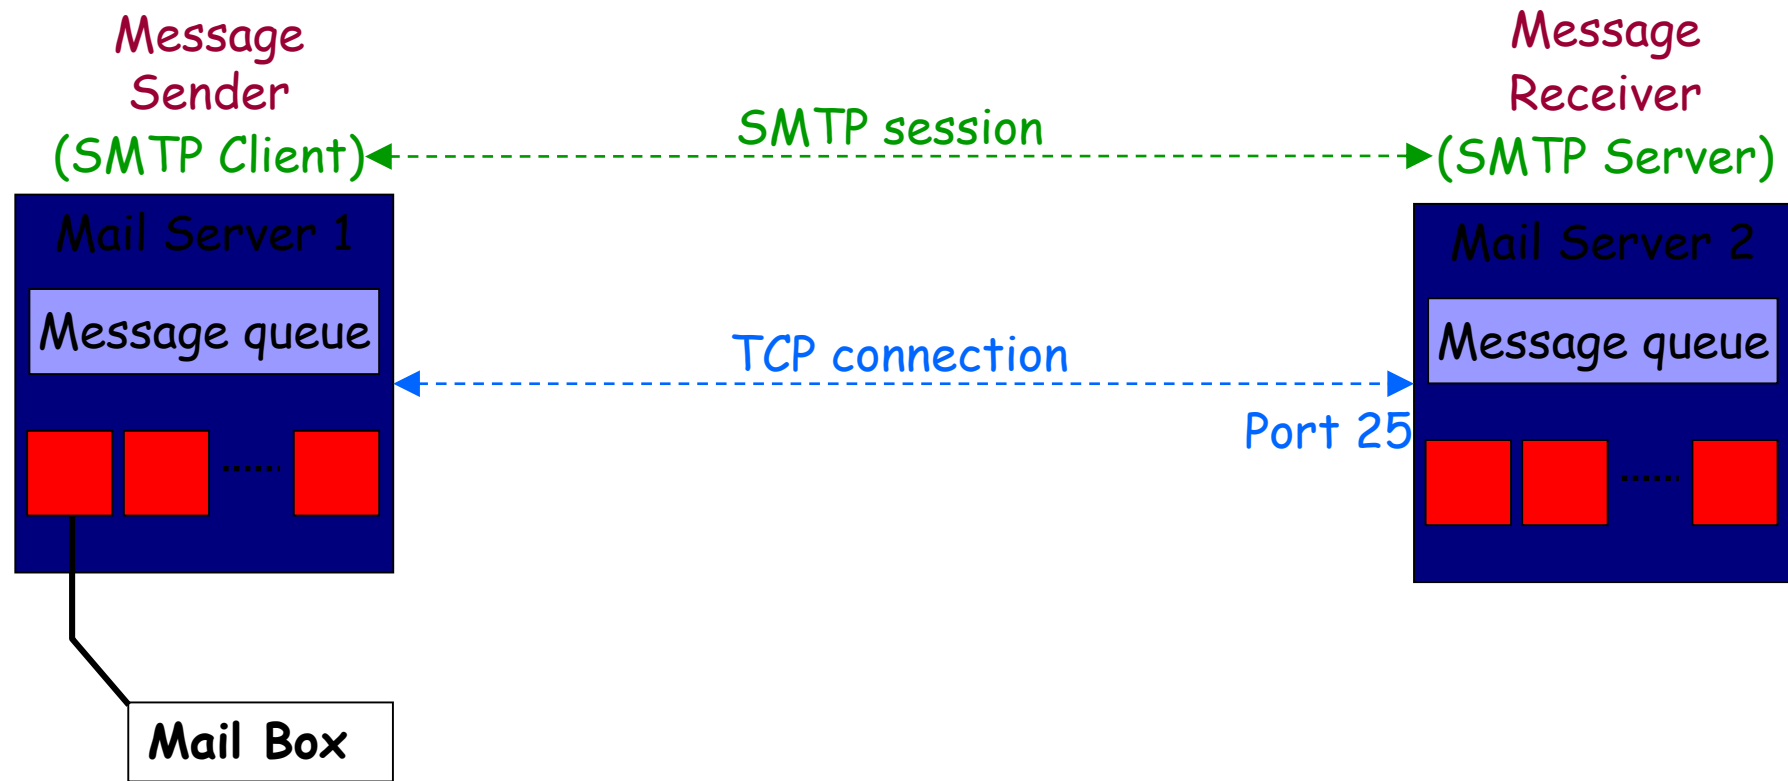 Message
Sender
(SMTP Client)
Message
Receiver
(SMTP Server)
SMTP session
Mail Server 1
Message queue
Mail Server 2
Message queue
TCP connection
Port 25
Mail Box